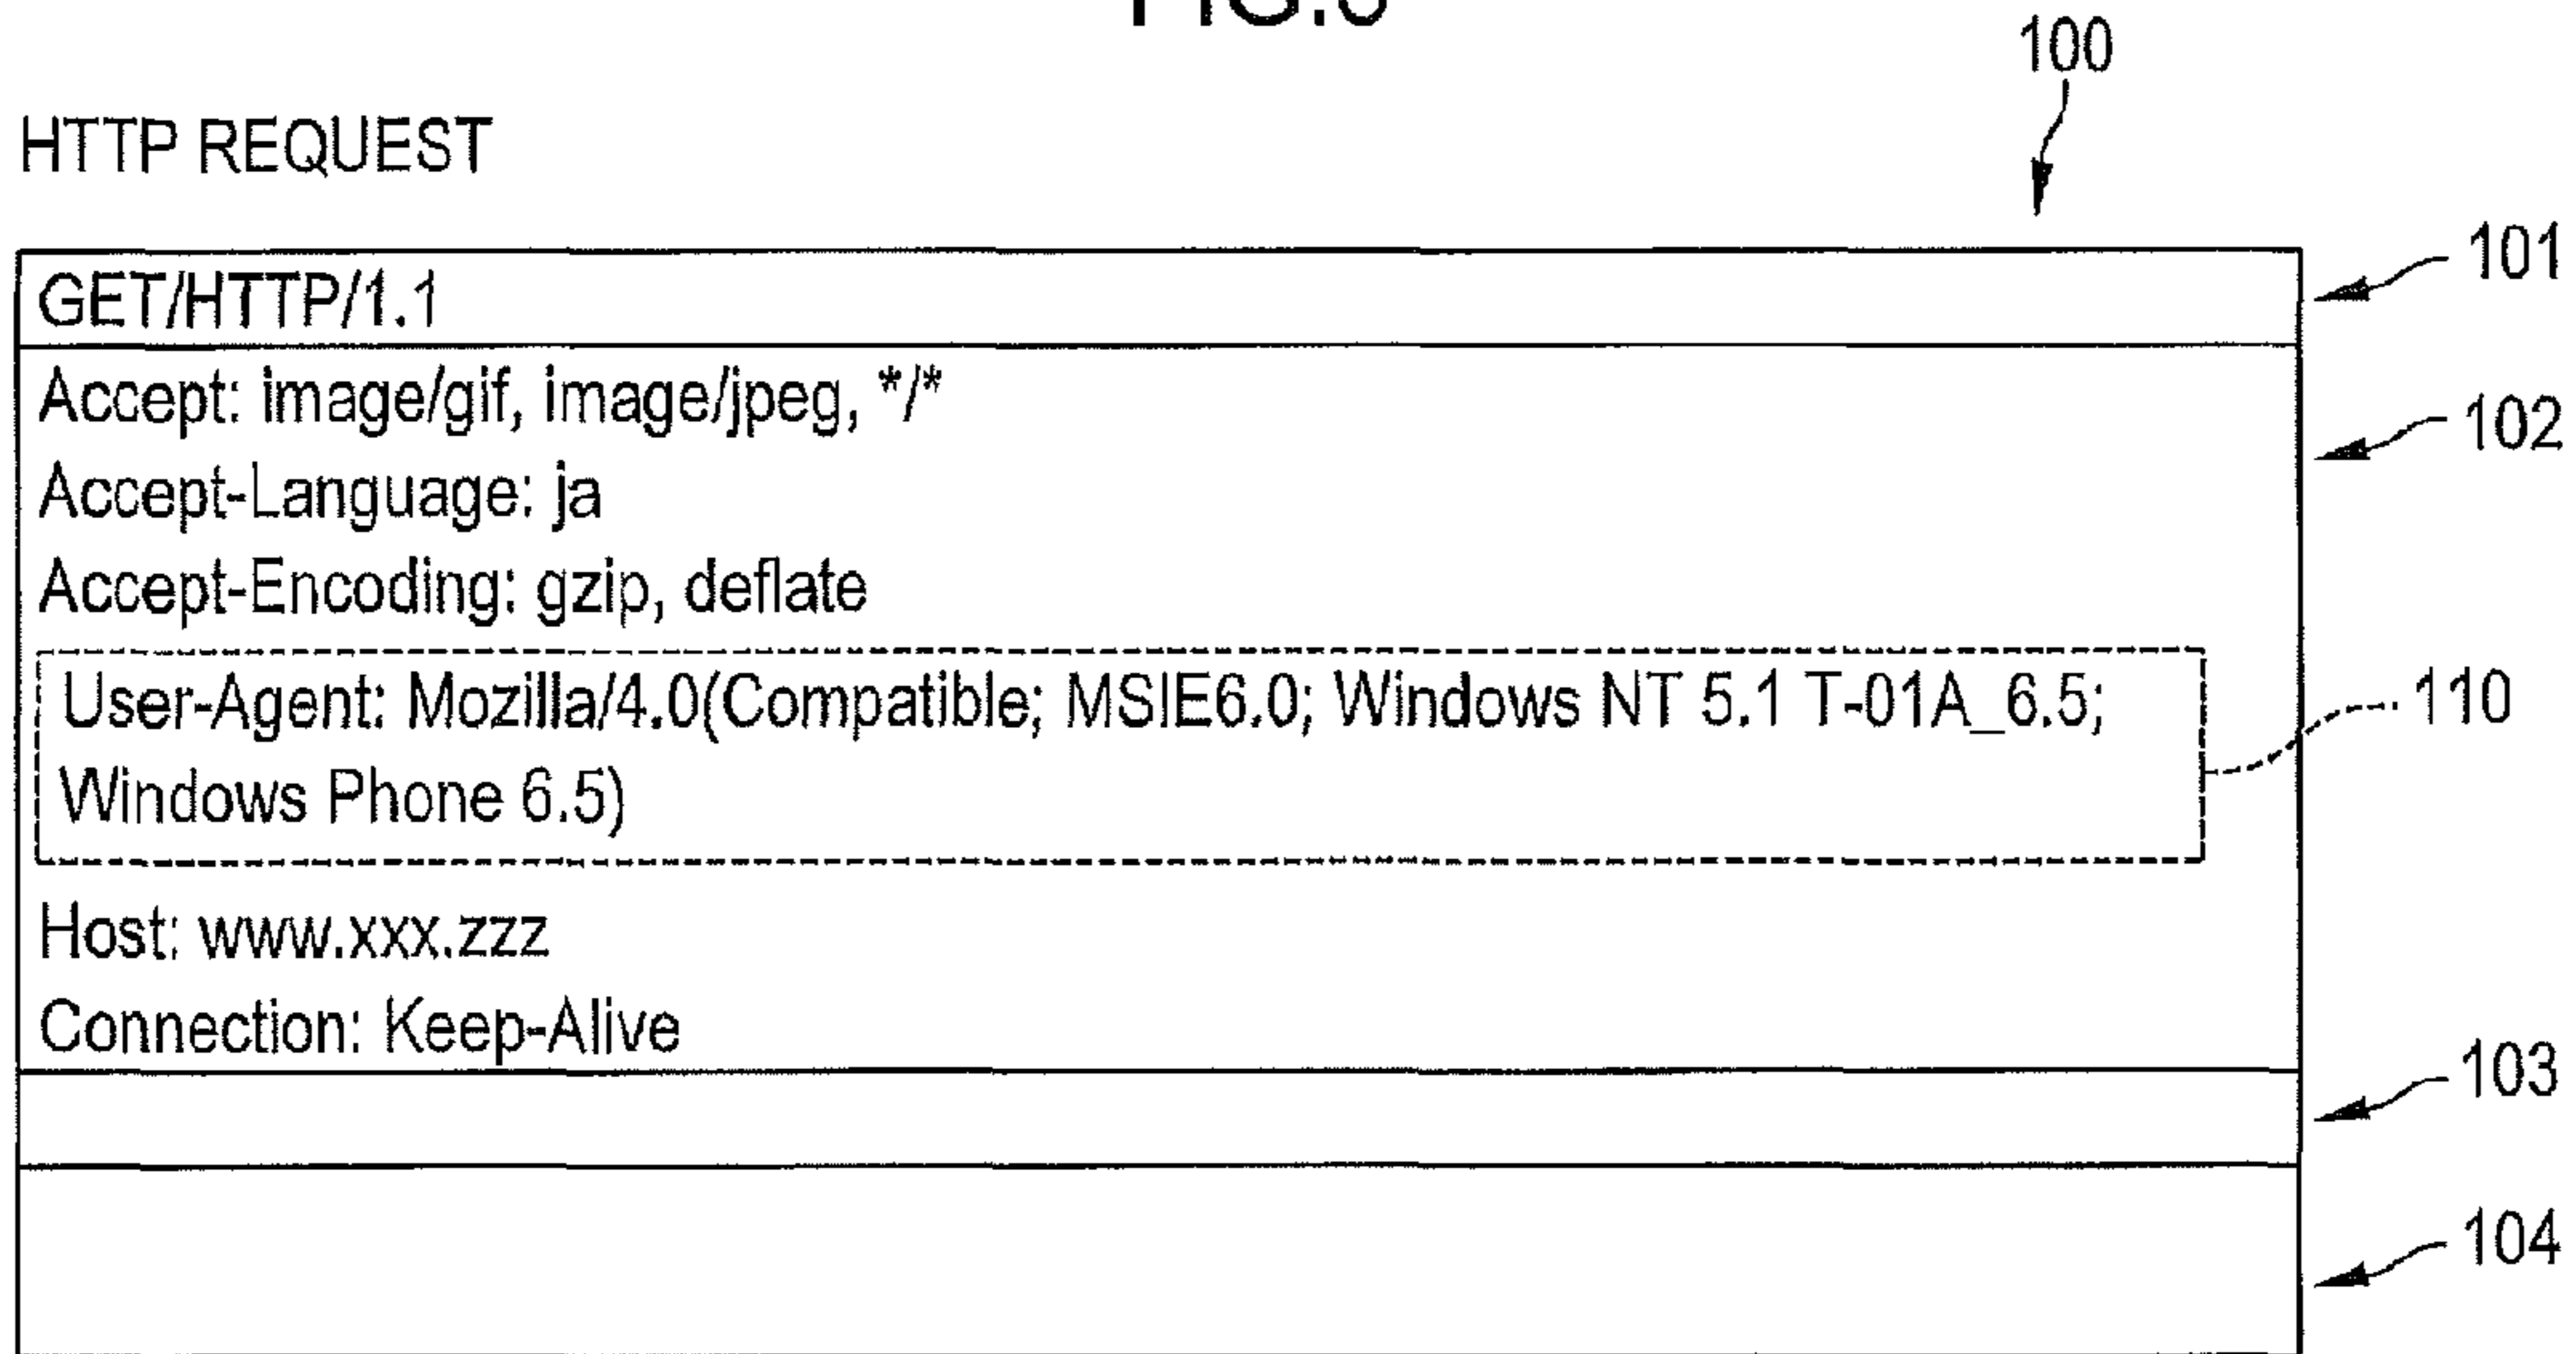 HTTP REQUEST
100
GET/HTTP/1.1
101
Accept: image/gif, image/jpeg, */*
102
Accept-Language: ja
Accept-Encoding: gzip, deflate
User-Agent: Mozilla/4.0(Compatible; MSIE6.0; Windows NT 5.1 T-01A_6.5;
110
Windows Phone 6.5)
Host: www.xxx.zzz
Connection: Keep-Alive
103
104